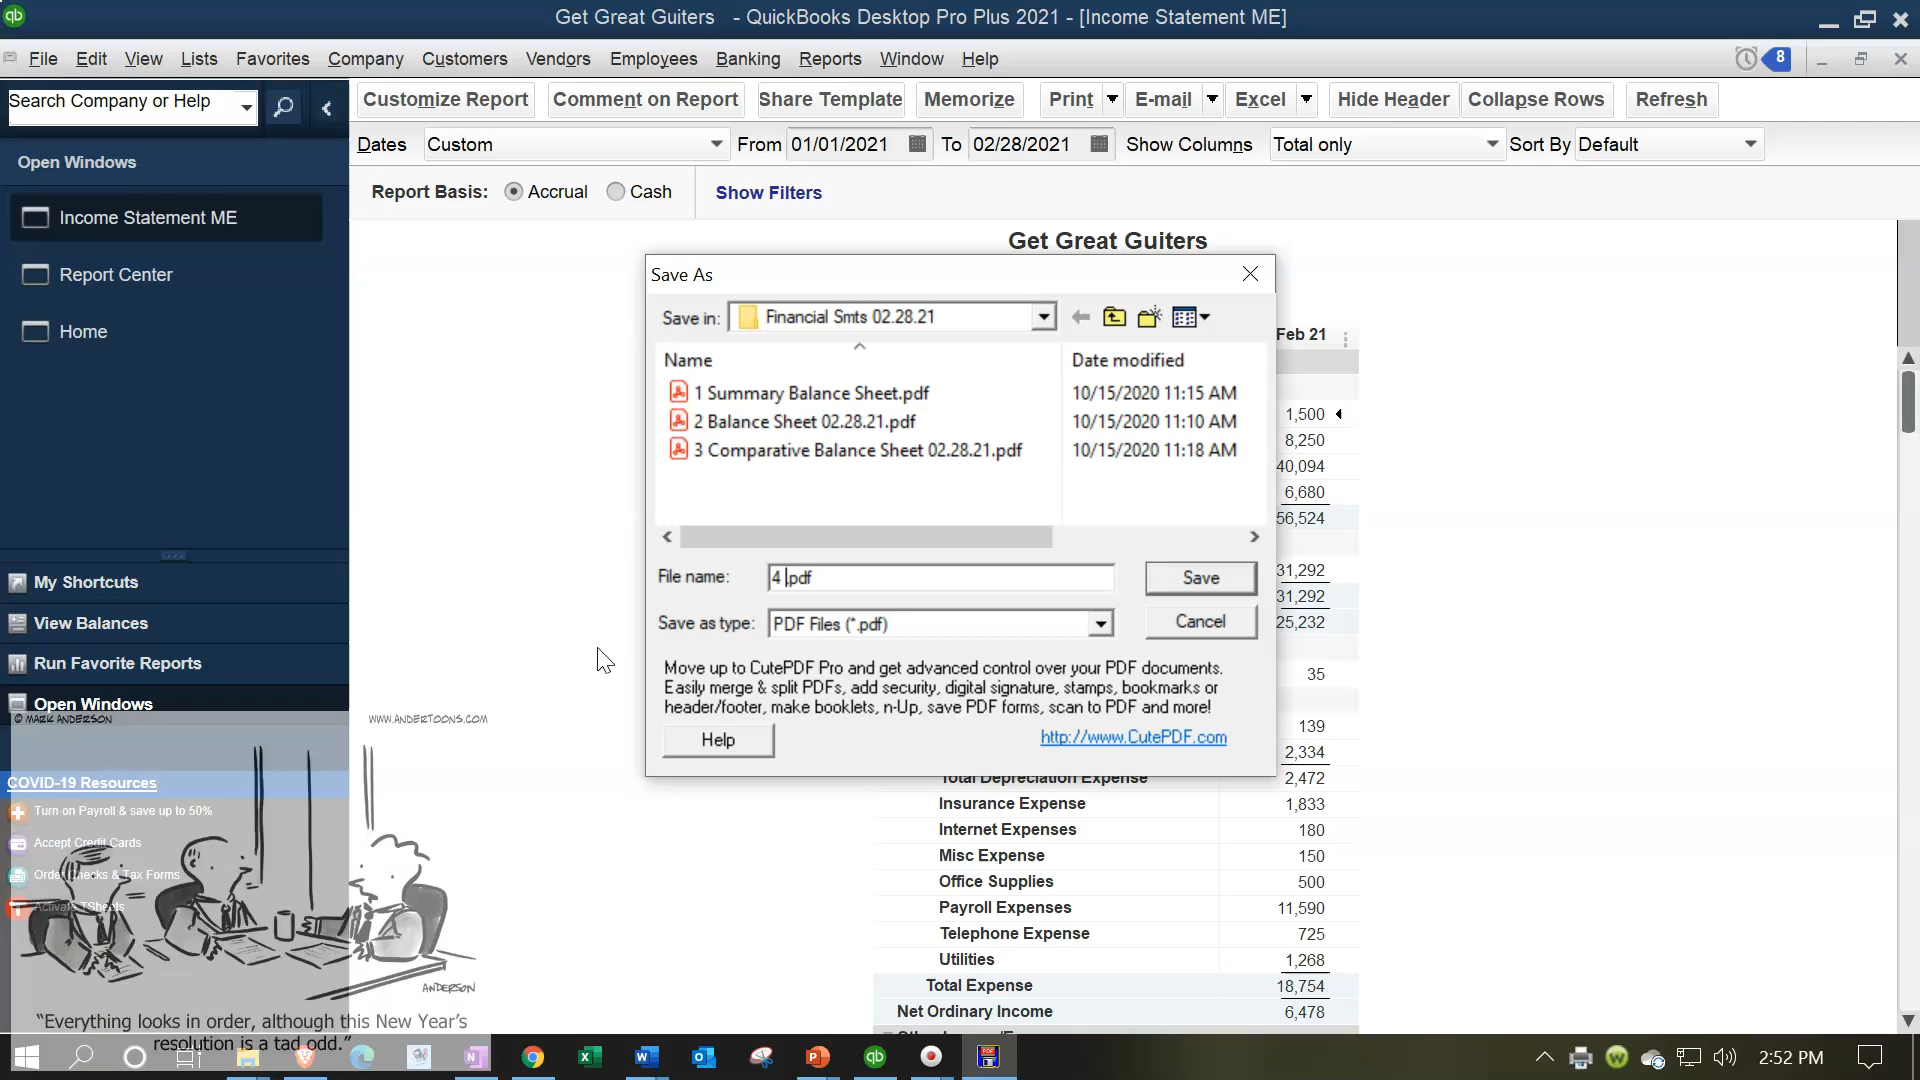 Get Great Guiters - QuickBooks Desktop Pro Plus 2021 - [Income Statement ME]
File Edit View Lists Favorites Company Customers Vendors Employees Banking Reports Window Help
8
Search Company or Help
Customize Report Comment on Report Share Template Memorize Print E-mail Excel Hide Header Collapse Rows Refresh
Dates Custom From 01/01/2021 To 02/28/2021 Show Columns Total only Sort By Default
Report Basis: Accrual Cash Show Filters
Open Windows
Income Statement ME
Report Center
Home
My Shortcuts
View Balances
Run Favorite Reports
Open Windows
© MARK ANDERSON
WWW.ANDERTOONS.COM
COVID-19 Resources
Turn on Payroll & save up to 50%
Accept Credit Cards
Order Checks & Tax Forms
Activate TSheets
ANDERSON
"Everything looks in order, although this New Year's
resolution is a tad odd."
Get Great Guiters
Save As
Save in: Financial Smts 02.28.21
Name Date modified
1 Summary Balance Sheet.pdf 10/15/2020 11:15 AM
2 Balance Sheet 02.28.21.pdf 10/15/2020 11:10 AM
3 Comparative Balance Sheet 02.28.21.pdf 10/15/2020 11:18 AM
File name: 4 .pdf Save
Save as type: PDF Files (*.pdf) Cancel
Move up to CutePDF Pro and get advanced control over your PDF documents.
Easily merge & split PDFs, add security, digital signature, stamps, bookmarks or
header/footer, make booklets, n-Up, save PDF forms, scan to PDF and more!
Help http://www.CutePDF.com
Feb 21
1,500
8,250
40,094
6,680
56,524
31,292
31,292
25,232
35
139
2,334
Total Depreciation Expense 2,472
Insurance Expense 1,833
Internet Expenses 180
Misc Expense 150
Office Supplies 500
Payroll Expenses 11,590
Telephone Expense 725
Utilities 1,268
Total Expense 18,754
Net Ordinary Income 6,478
2:52 PM